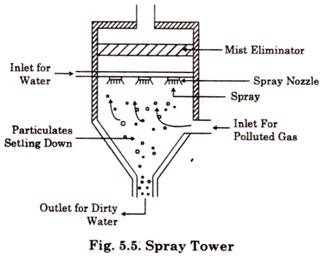 Mist Eliminator
Inlet for
Water
Spray Nozzle
Spray
Inlet For
Polluted Gas
Particulates
Setling Down
Outlet for Dirty
Water
Fig. 5.5. Spray Tower